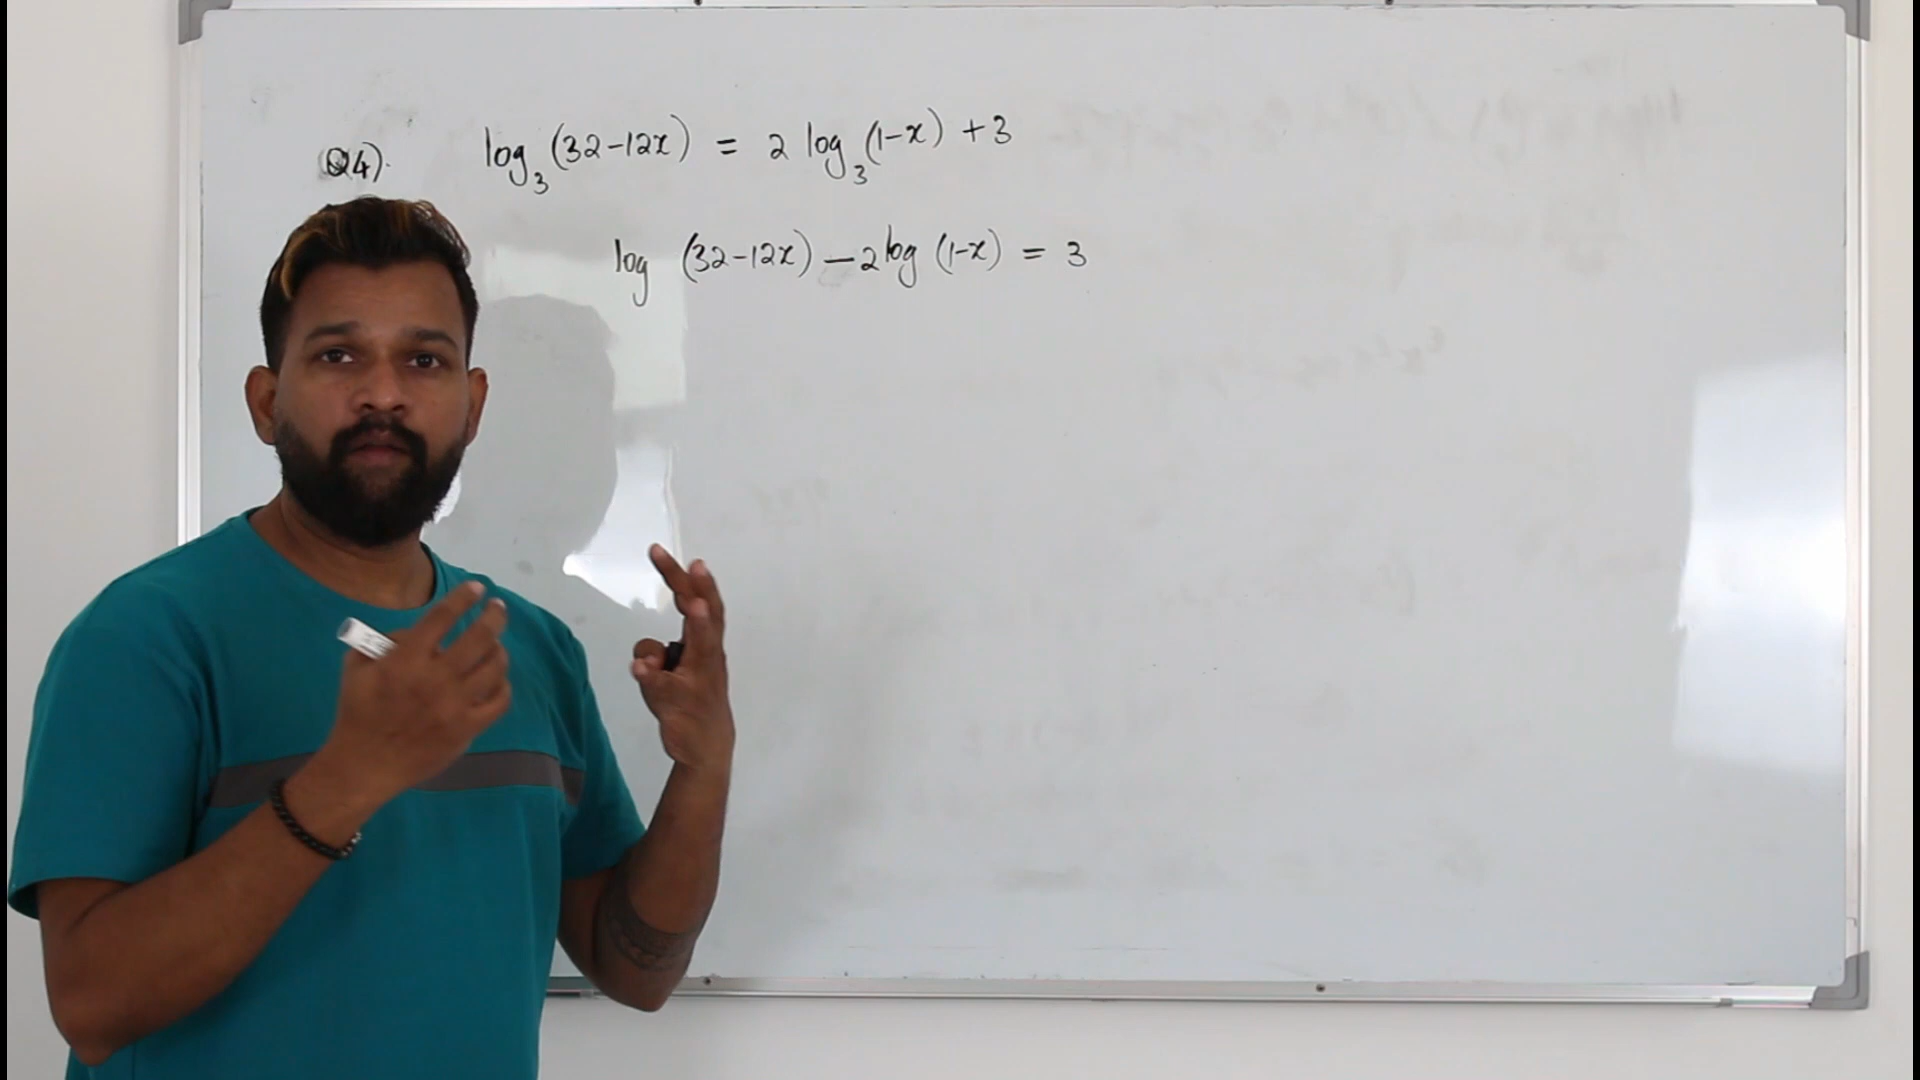 Q4). log₃(32-12x) = 2 log₃(1-x) +3
log (32-12x) - 2log (1-x) = 3